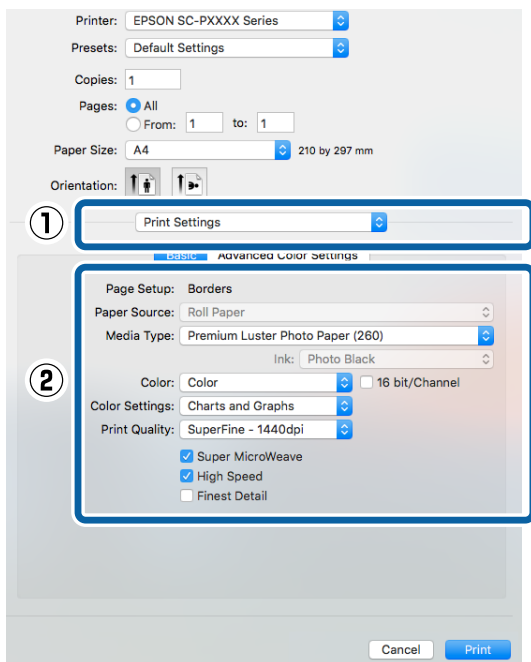 Printer: EPSON SC-PXXXX Series
Presets: Default Settings
Copies: 1
Pages: All
From: 1 to: 1
Paper Size: A4 210 by 297 mm
Orientation:
1 Print Settings
Basic Advanced Color Settings
Page Setup: Borders
Paper Source: Roll Paper
Media Type: Premium Luster Photo Paper (260)
Ink: Photo Black
2 Color: Color 16 bit/Channel
Color Settings: Charts and Graphs
Print Quality: SuperFine - 1440dpi
Super MicroWeave
High Speed
Finest Detail
Cancel Print